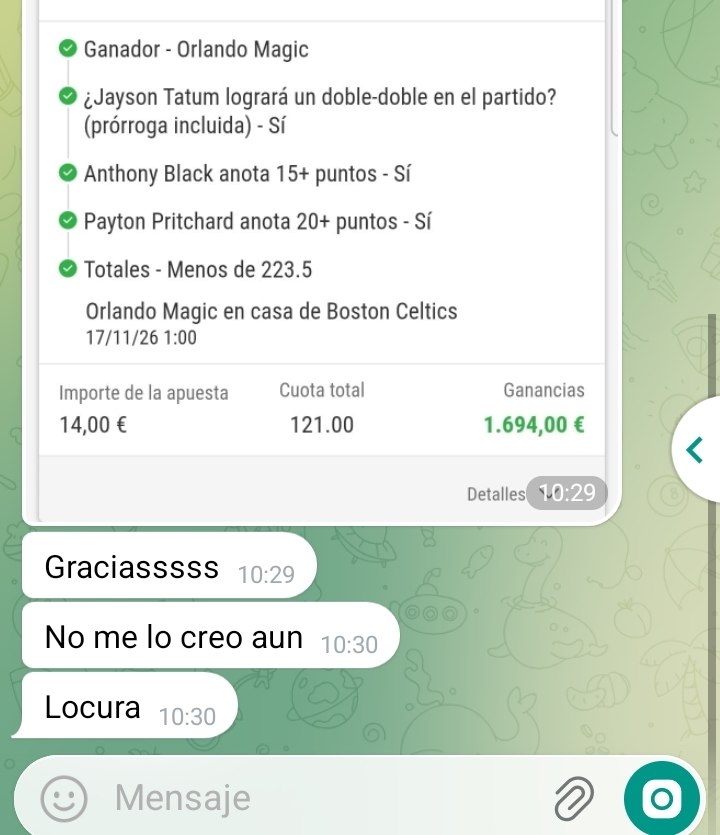 Ganador - Orlando Magic
¿Jayson Tatum logrará un doble-doble en el partido?
(prórroga incluida) - Sí
Anthony Black anota 15+ puntos - Sí
Payton Pritchard anota 20+ puntos - Sí
Totales - Menos de 223.5
Orlando Magic en casa de Boston Celtics
17/11/26 1:00
Importe de la apuesta Cuota total Ganancias
14,00 € 121.00 1.694,00 €
Detalles 10:29
Graciasssss 10:29
No me lo creo aun 10:30
Locura 10:30
Mensaje